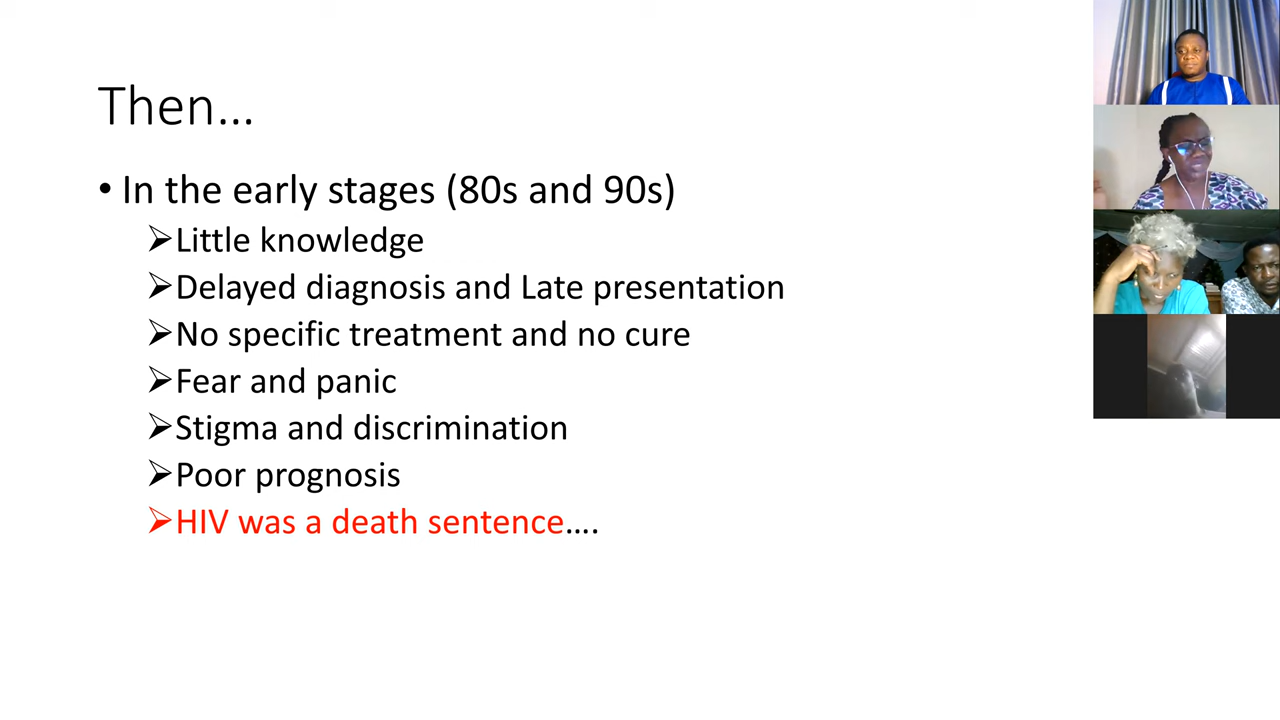 Then...
• In the early stages (80s and 90s)
➢Little knowledge
➢Delayed diagnosis and Late presentation
➢No specific treatment and no cure
➢Fear and panic
➢Stigma and discrimination
➢Poor prognosis
➢HIV was a death sentence....